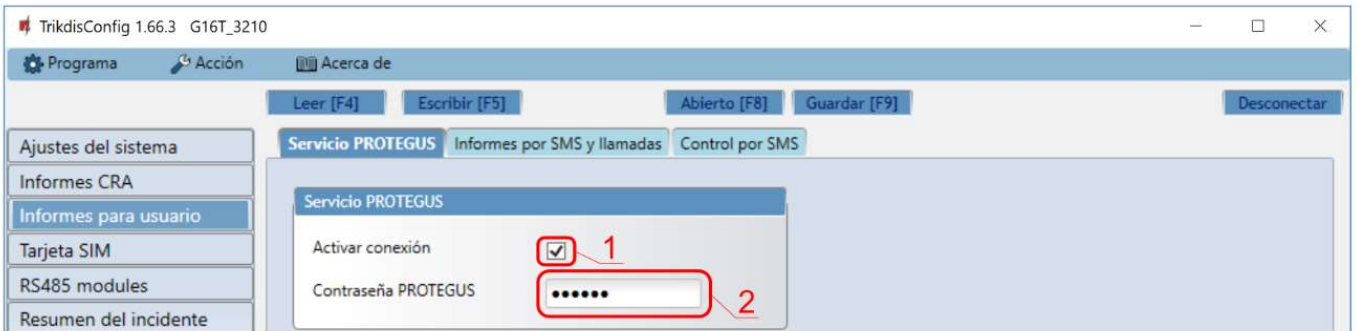 TrikdisConfig 1.66.3 G16T_3210
Programa Acción Acerca de
Leer [F4] Escribir [F5] Abierto [F8] Guardar [F9] Desconectar
Ajustes del sistema
Informes CRA
Informes para usuario
Tarjeta SIM
RS485 modules
Resumen del incidente
Servicio PROTEGUS Informes por SMS y llamadas Control por SMS
Servicio PROTEGUS
Activar conexión 1
Contraseña PROTEGUS •••••• 2